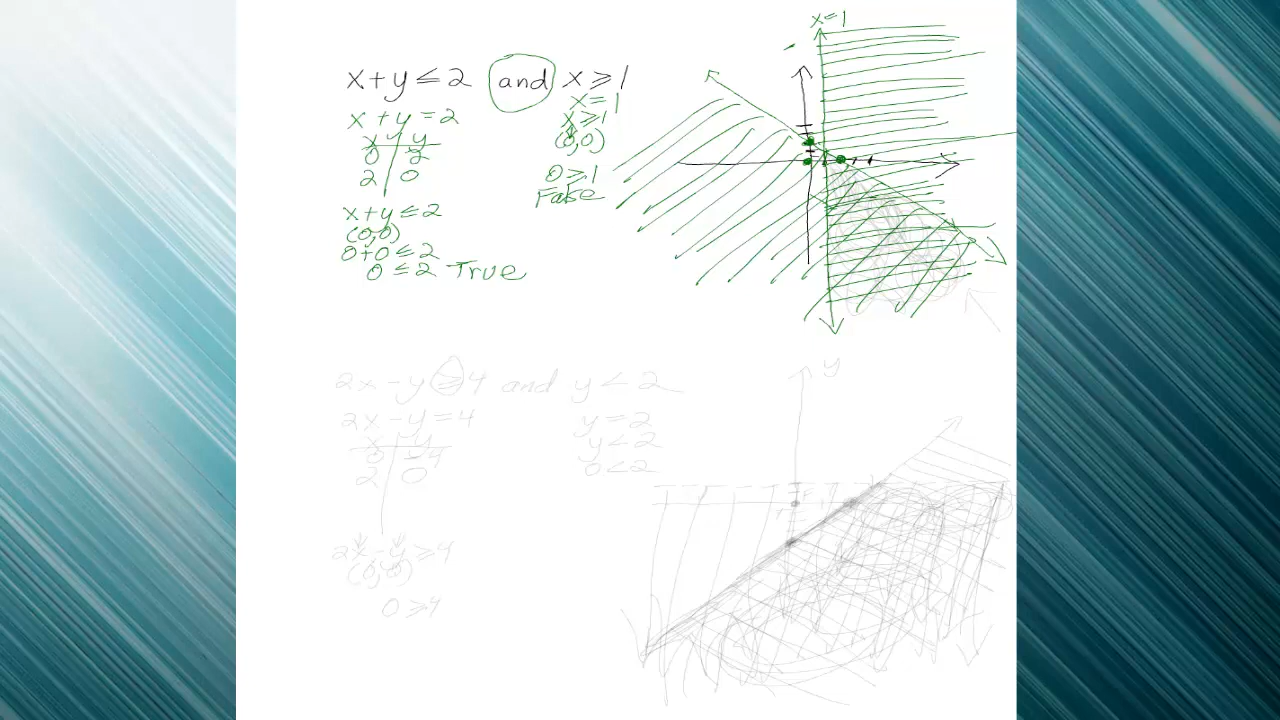 x=1
x+y ≤ 2 and x ≥ 1
x+y=2
x y
0 2
2 0
x=1
x≥1
(0,0)
0≥1
False
x+y≤2
(0,0)
0+0≤2
0≤2 True
2x-y≥4 and y<2
2x-y=4
x y
2 0
y=2
y<2
0<2
2x-y≥4
(0,0)
0≥4
y